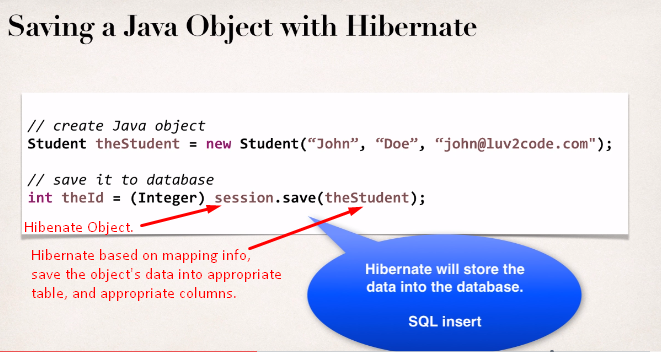 Saving a Java Object with Hibernate
// create Java object
Student theStudent = new Student(“John”, “Doe”, “john@luv2code.com");
// save it to database
int theId = (Integer) session.save(theStudent);
Hibenate Object.
Hibernate based on mapping info,
save the object's data into appropriate
table, and appropriate columns.
Hibernate will store the
data into the database.
SQL insert